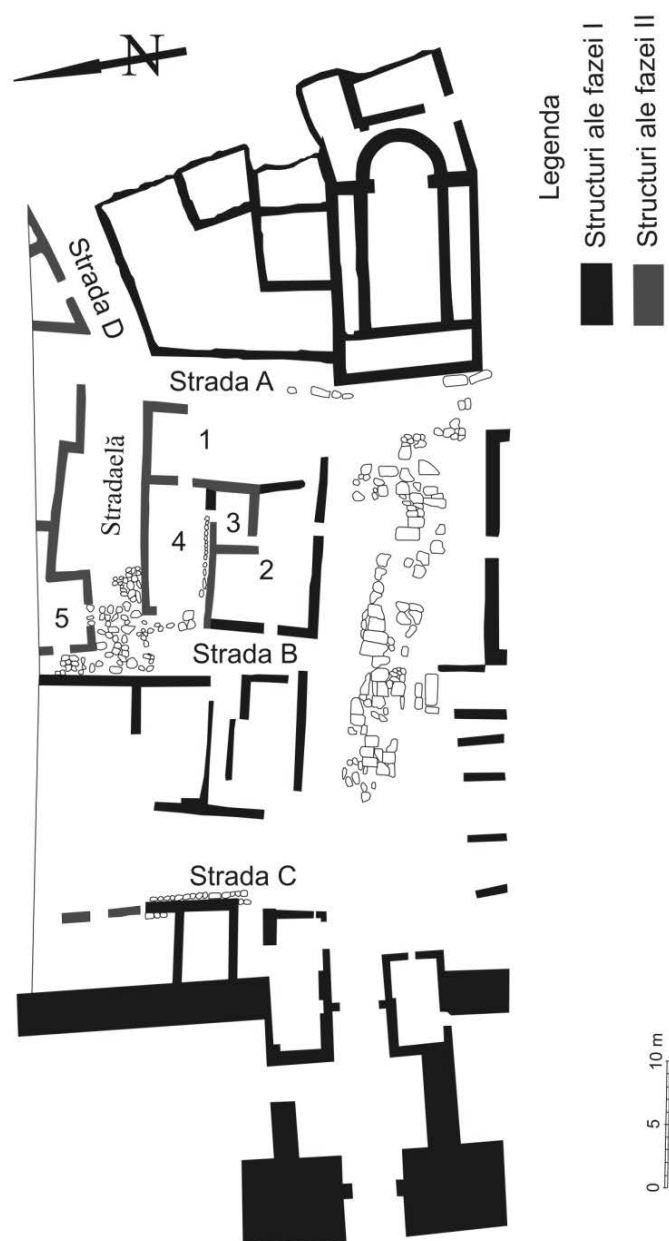 N
Strada D
Strada A
Stradaelă
1
3
4
2
5
Strada B
Strada C
Legenda
Structuri ale fazei I
Structuri ale fazei II
0 5 10 m